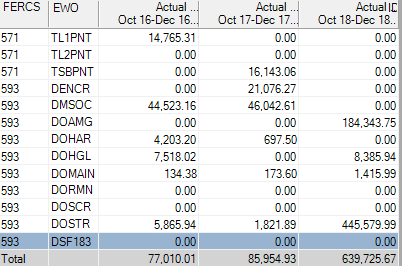 FERCS EWO Actual ... Actual ... Actual ID
Oct 16-Dec 16... Oct 17-Dec 17... Oct 18-Dec 18...
571 TL1PNT 14,765.31 0.00 0.00
571 TL2PNT 0.00 0.00 0.00
571 TSBPNT 0.00 16,143.06 0.00
593 DENCR 0.00 21,076.27 0.00
593 DMSOC 44,523.16 46,042.61 0.00
593 DOAMG 0.00 0.00 184,343.75
593 DOHAR 4,203.20 697.50 0.00
593 DOHGL 7,518.02 0.00 8,385.94
593 DOMAIN 134.38 173.60 1,415.99
593 DORMN 0.00 0.00 0.00
593 DOSCR 0.00 0.00 0.00
593 DOSTR 5,865.94 1,821.89 445,579.99
593 DSF183 0.00 0.00 0.00
Total 77,010.01 85,954.93 639,725.67